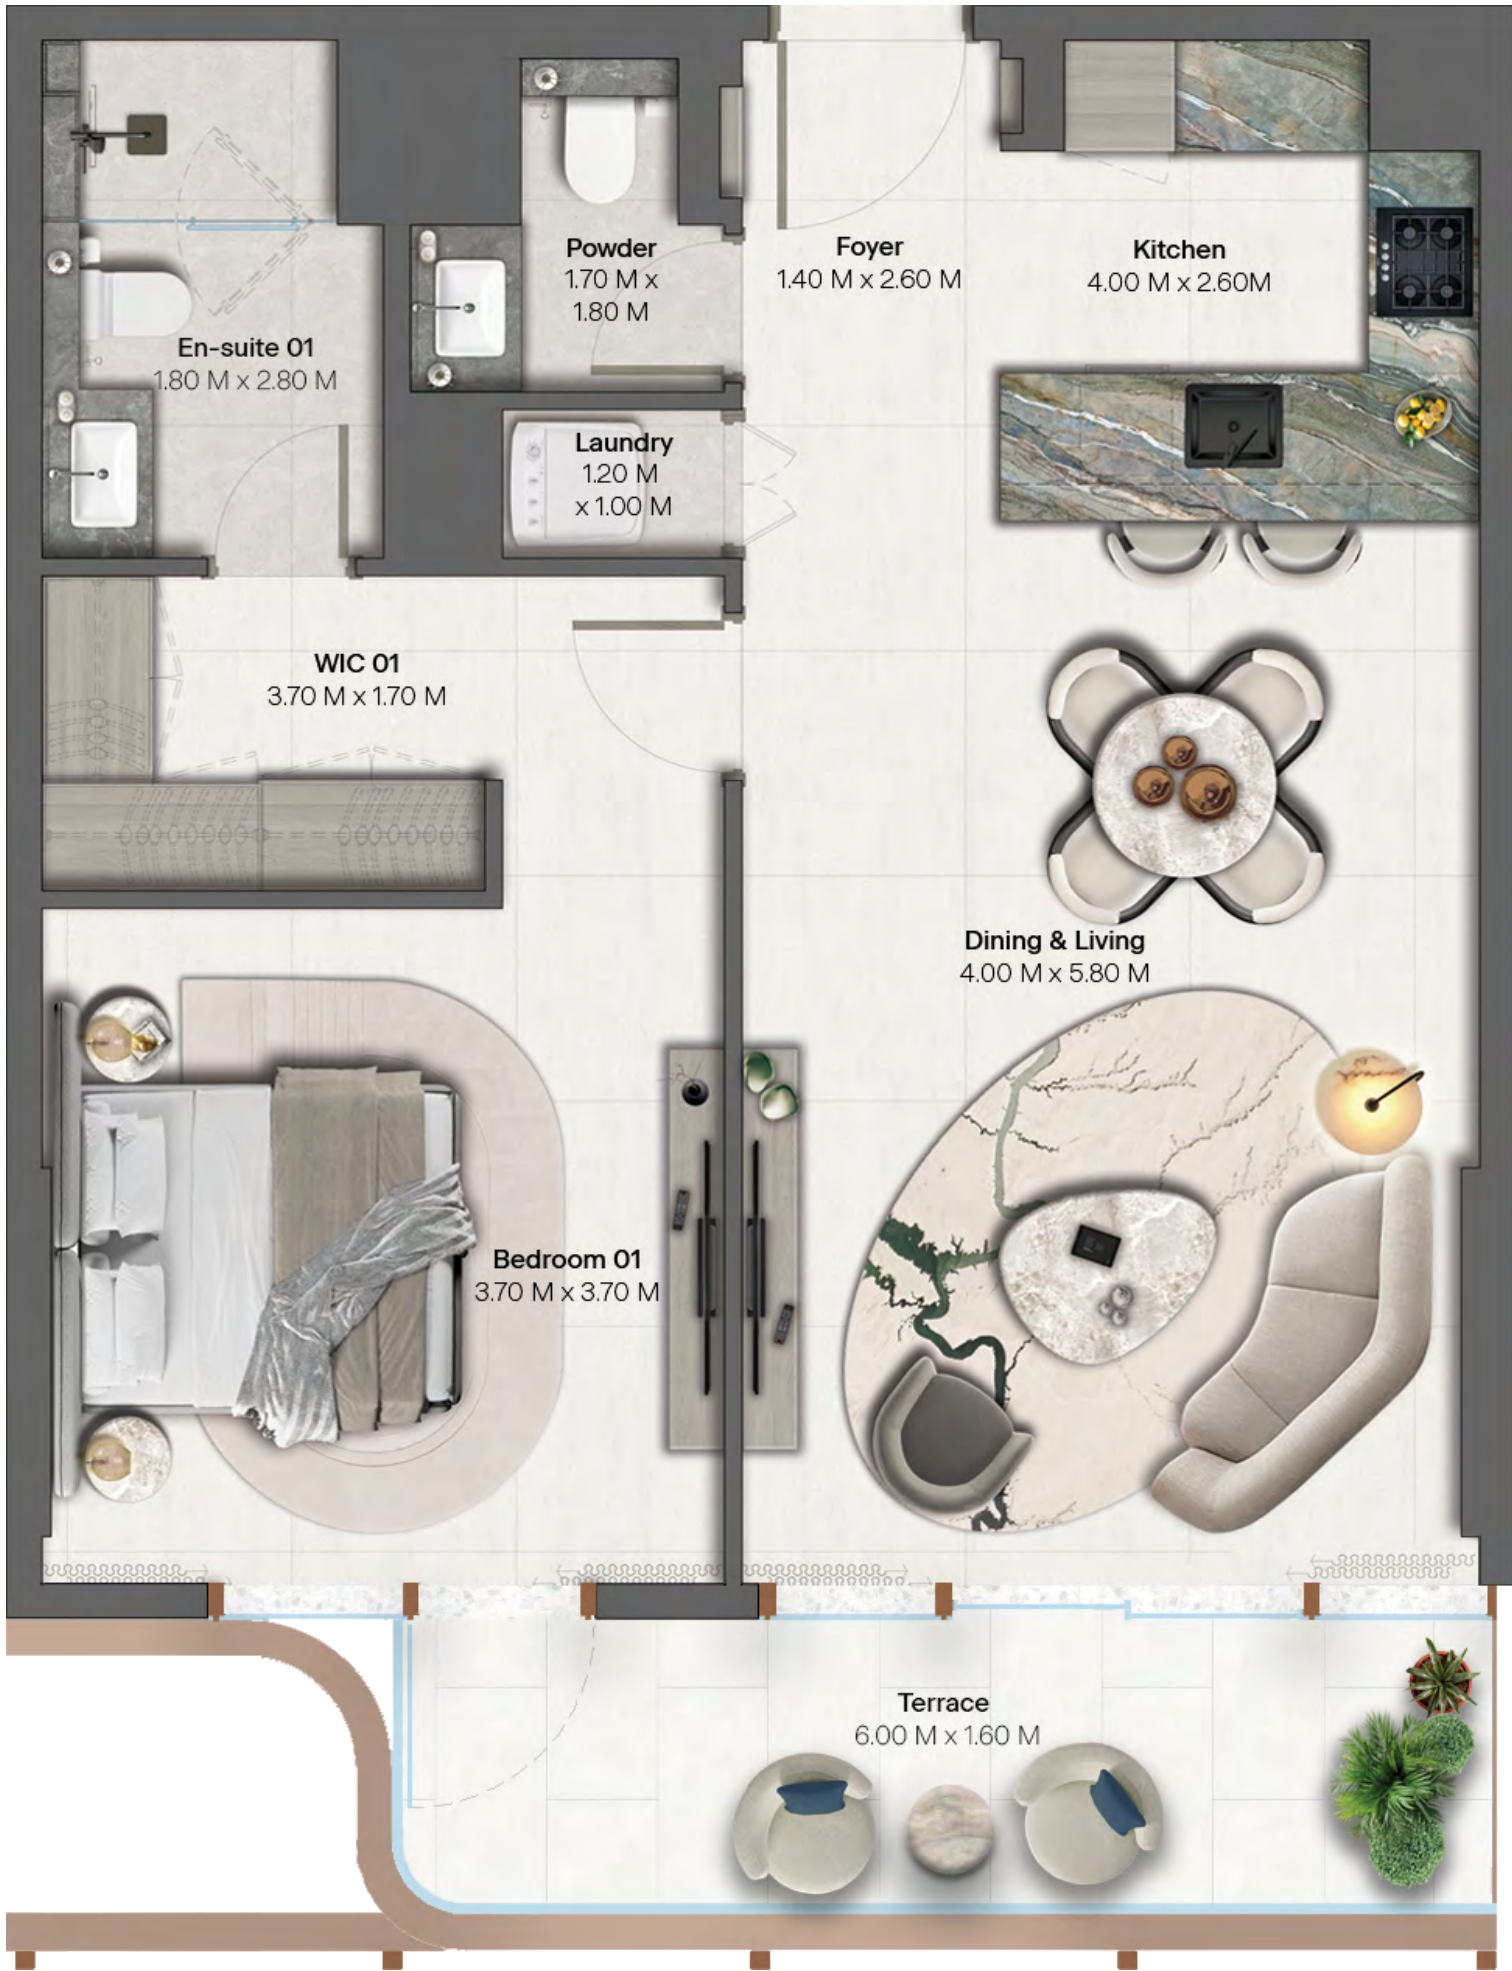 Powder
1.70 M x
1.80 M
Foyer
1.40 M x 2.60 M
Kitchen
4.00 M x 2.60M
En-suite 01
1.80 M x 2.80 M
Laundry
1.20 M
x 1.00 M
WIC 01
3.70 M x 1.70 M
Dining & Living
4.00 M x 5.80 M
Bedroom 01
3.70 M x 3.70 M
Terrace
6.00 M x 1.60 M